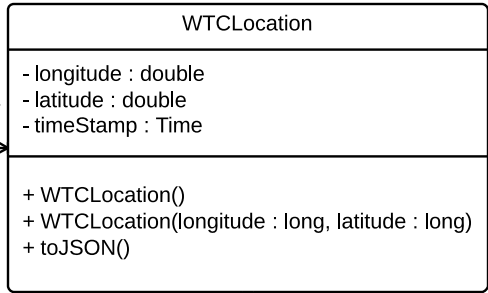 WTCLocation
- longitude : double
- latitude : double
- timeStamp : Time
+ WTCLocation()
+ WTCLocation(longitude : long, latitude : long)
+ toJSON()